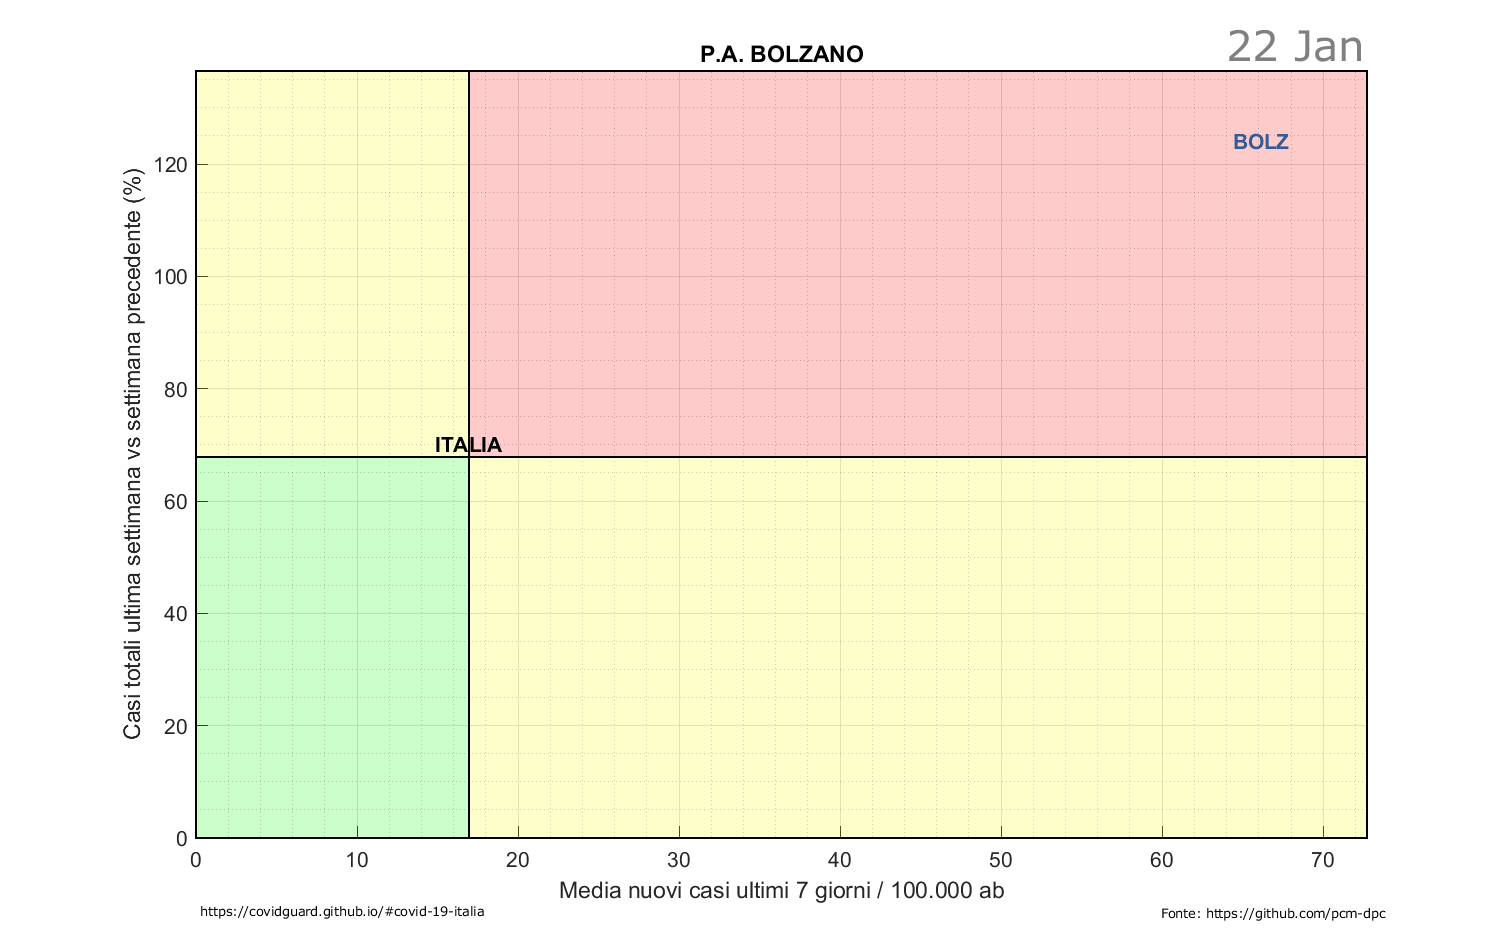 22 Jan
P.A. BOLZANO
BOLZ
ITALIA
Casi totali ultima settimana vs settimana precedente (%)
120
100
80
60
40
20
0
0 10 20 30 40 50 60 70
Media nuovi casi ultimi 7 giorni / 100.000 ab
https://covidguard.github.io/#covid-19-italia
Fonte: https://github.com/pcm-dpc